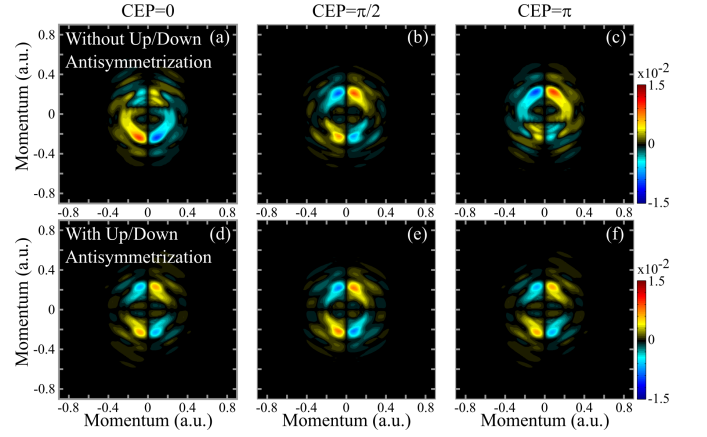 CEP=0 CEP=π/2 CEP=π
Without Up/Down (a) (b) (c)
Antisymmetrization
Momentum (a.u.)
0.8
0.4
0
-0.4
-0.8
-0.8 -0.4 0 0.4 0.8 -0.8 -0.4 0 0.4 0.8 -0.8 -0.4 0 0.4 0.8
x10-2
1.5
0
-1.5
With Up/Down (d) (e) (f)
Antisymmetrization
Momentum (a.u.)
0.8
0.4
0
-0.4
-0.8
-0.8 -0.4 0 0.4 0.8 -0.8 -0.4 0 0.4 0.8 -0.8 -0.4 0 0.4 0.8
Momentum (a.u.) Momentum (a.u.) Momentum (a.u.)
x10-2
1.5
0
-1.5